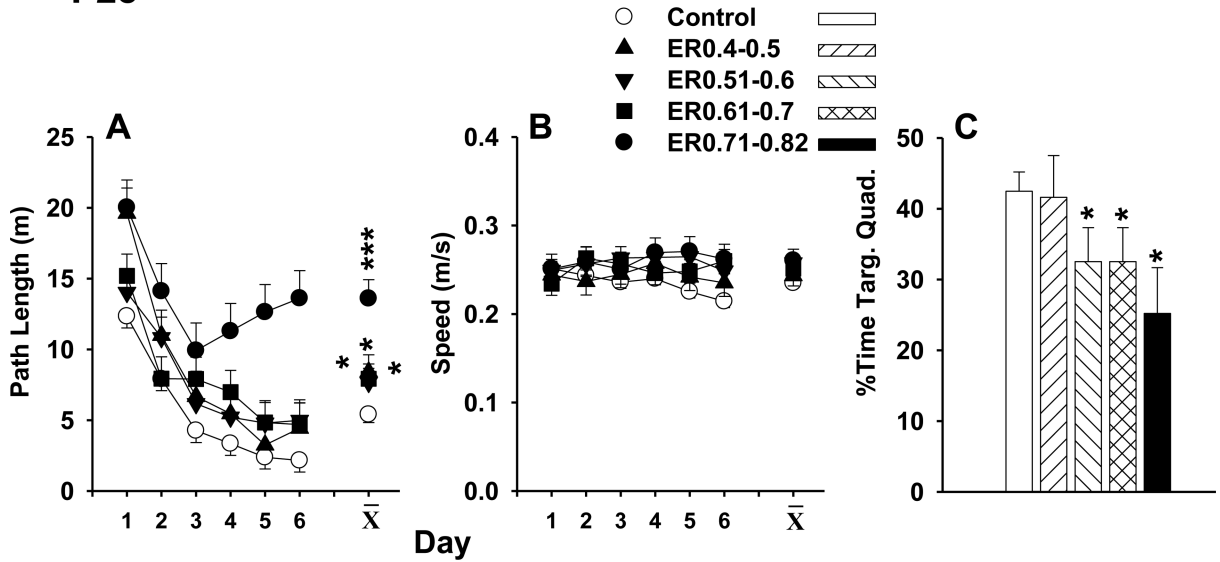 Control
ER0.4-0.5
ER0.51-0.6
ER0.61-0.7
ER0.71-0.82
A
25
20
15
10
5
0
Path Length (m)
1 2 3 4 5 6 X̄
***
*
* *
B
0.4
0.3
0.2
0.1
0.0
Speed (m/s)
1 2 3 4 5 6 X̄
Day
C
50
40
30
20
10
0
%Time Targ. Quad.
* * *